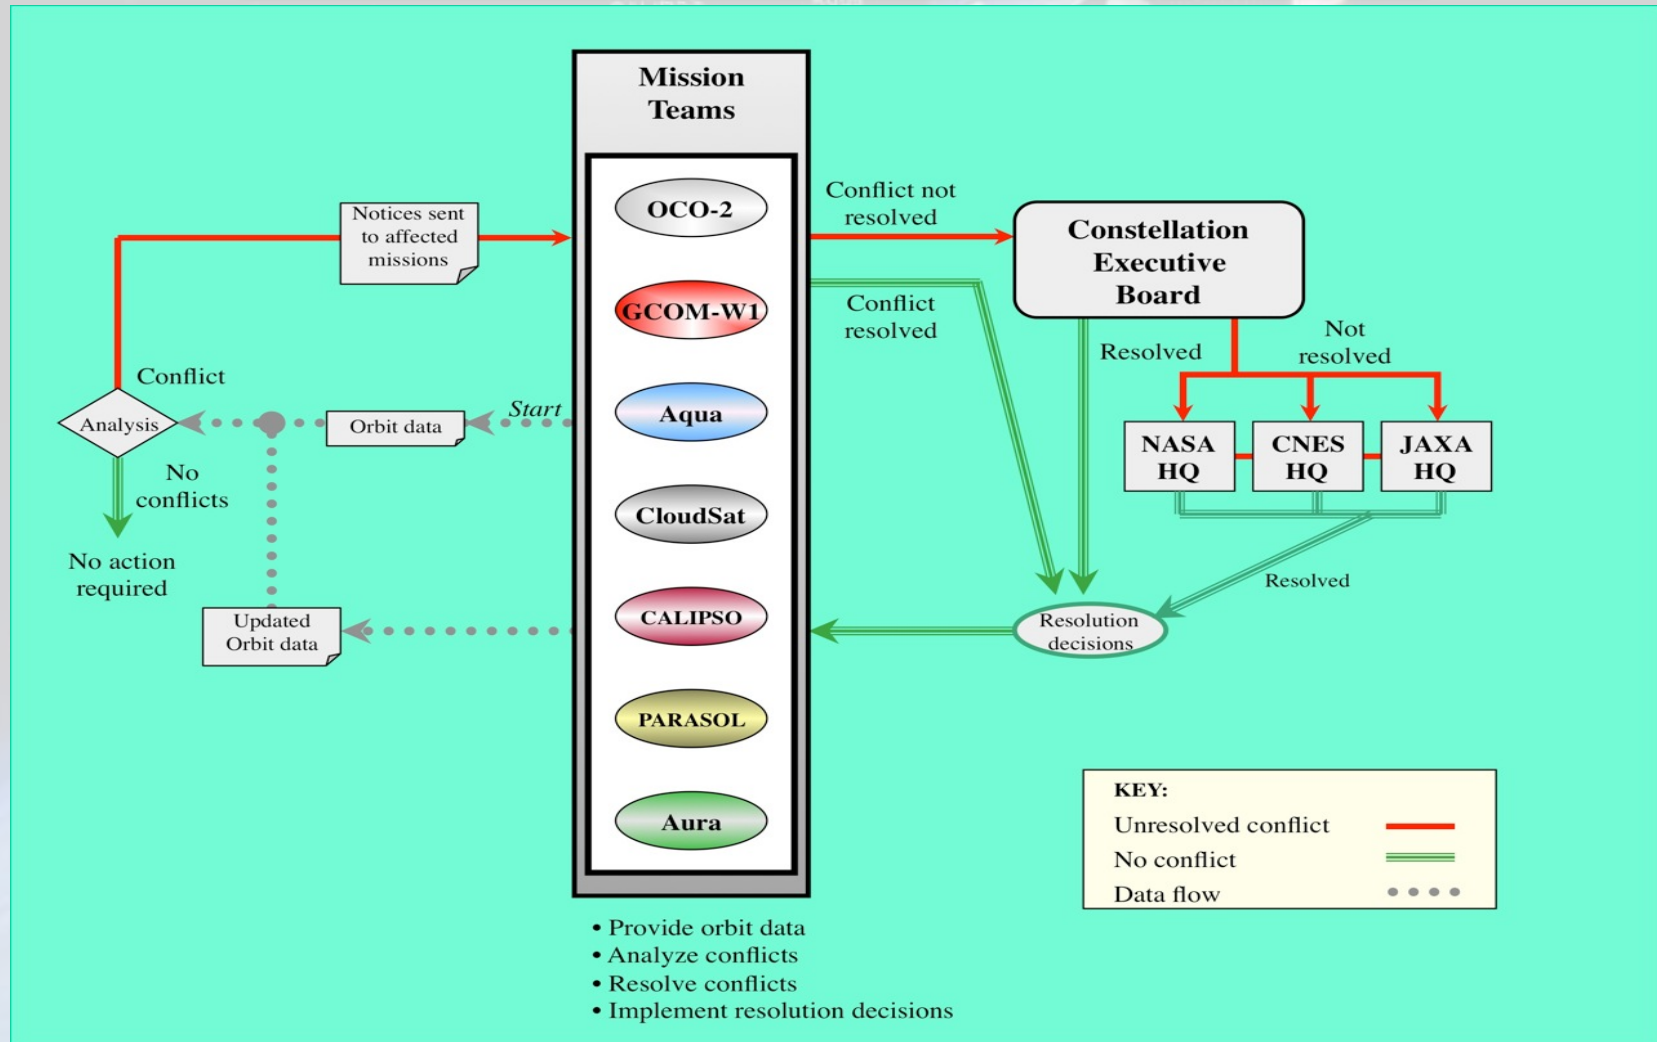 Mission
Teams
OCO-2
GCOM-W1
Aqua
CloudSat
CALIPSO
PARASOL
Aura
• Provide orbit data
• Analyze conflicts
• Resolve conflicts
• Implement resolution decisions
Notices sent
to affected
missions
Conflict
Analysis
Start
Orbit data
No
conflicts
No action
required
Updated
Orbit data
Conflict not
resolved
Conflict
resolved
Constellation
Executive
Board
Resolved
Not
resolved
NASA
HQ
CNES
HQ
JAXA
HQ
Resolved
Resolution
decisions
KEY:
Unresolved conflict
No conflict
Data flow